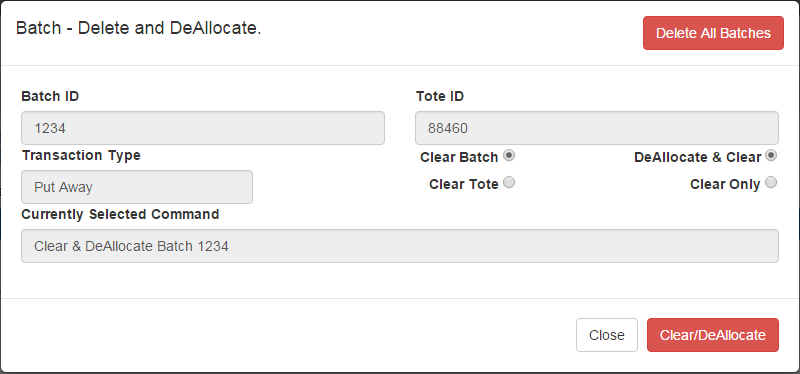 Batch - Delete and DeAllocate.
Delete All Batches
Batch ID
Tote ID
1234
88460
Transaction Type
Clear Batch
DeAllocate & Clear
Put Away
Clear Tote
Clear Only
Currently Selected Command
Clear & DeAllocate Batch 1234
Close
Clear/DeAllocate